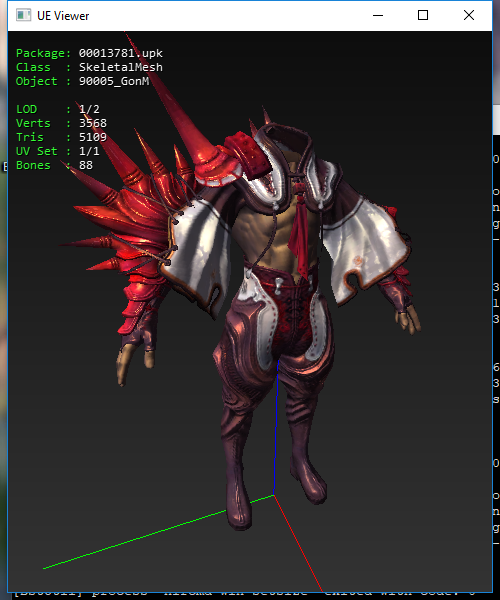 UE Viewer
Package: 00013781.upk
Class : SkeletalMesh
Object : 90005_GonM
LOD : 1/2
Verts : 3568
Tris : 5109
UV Set : 1/1
Bones : 88